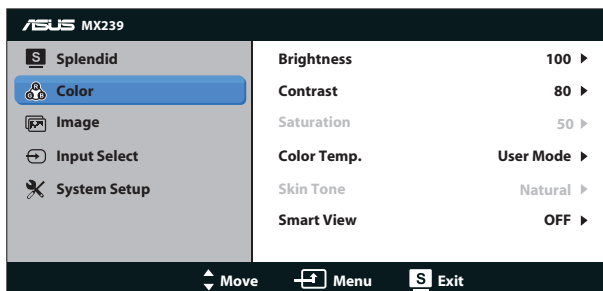 ASUS MX239
S Splendid
R G B Color
Image
Input Select
System Setup
Brightness 100
Contrast 80
Saturation 50
Color Temp. User Mode
Skin Tone Natural
Smart View OFF
Move Menu S Exit